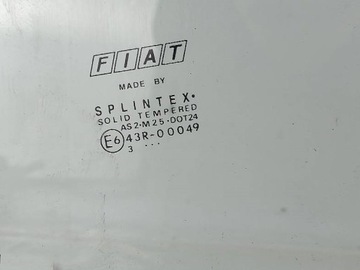 FIAT
MADE BY
SPLINTEX•
SOLID TEMPERED
AS2•M25•DOT24
E6 43R-00049
3 ...